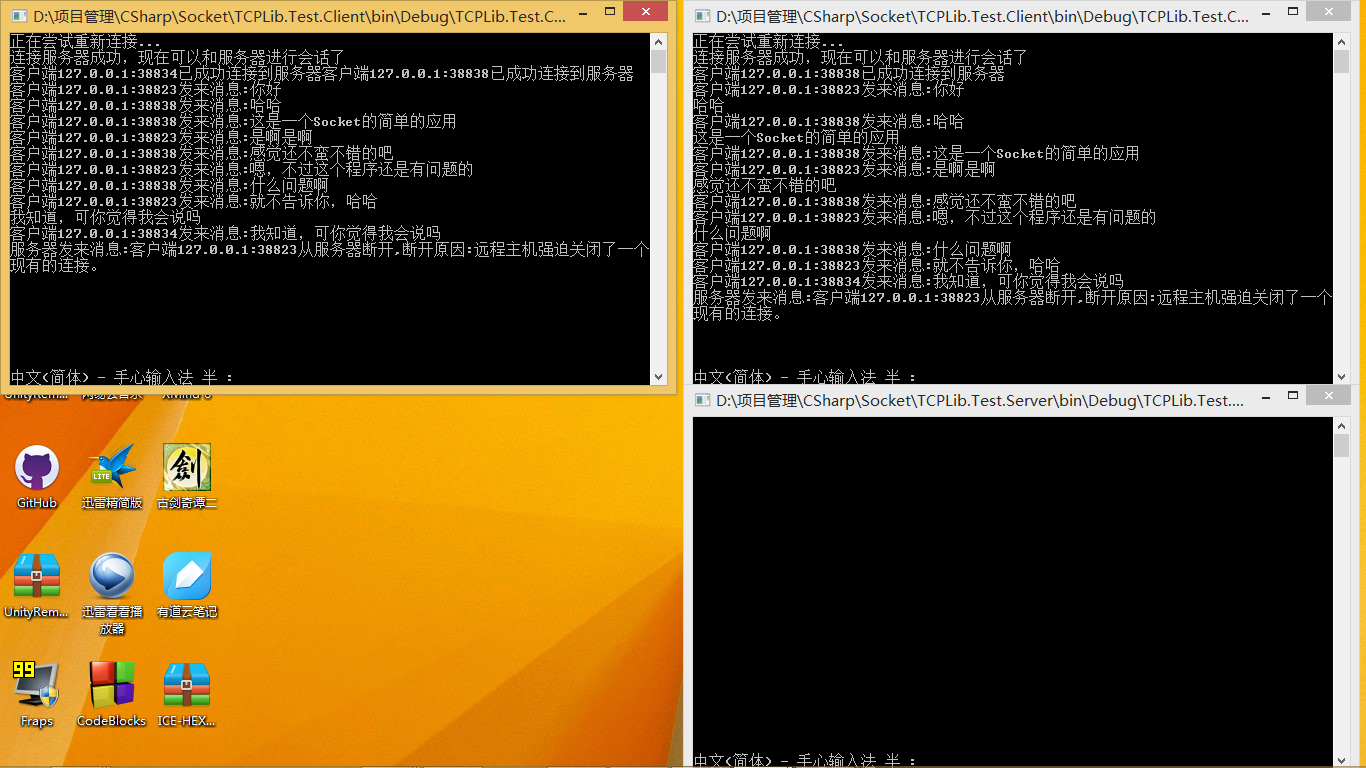 D:\项目管理\CSharp\Socket\TCPLib.Test.Client\bin\Debug\TCPLib.Test.C...
正在尝试重新连接...
连接服务器成功，现在可以和服务器进行会话了
客户端127.0.0.1:38834已成功连接到服务器客户端127.0.0.1:38838已成功连接到服务器
客户端127.0.0.1:38823发来消息:你好
客户端127.0.0.1:38838发来消息:哈哈
客户端127.0.0.1:38838发来消息:这是一个Socket的简单的应用
客户端127.0.0.1:38823发来消息:是啊是啊
客户端127.0.0.1:38838发来消息:感觉还不蛮不错的吧
客户端127.0.0.1:38823发来消息:嗯，不过这个程序还是有问题的
客户端127.0.0.1:38838发来消息:什么问题啊
客户端127.0.0.1:38823发来消息:就不告诉你，哈哈
我知道，可你觉得我会说吗
客户端127.0.0.1:38834发来消息:我知道，可你觉得我会说吗
服务器发来消息:客户端127.0.0.1:38823从服务器断开,断开原因:远程主机强迫关闭了一个
现有的连接。
中文(简体) - 手心输入法 半 :
D:\项目管理\CSharp\Socket\TCPLib.Test.Client\bin\Debug\TCPLib.Test.C...
正在尝试重新连接...
连接服务器成功，现在可以和服务器进行会话了
客户端127.0.0.1:38838已成功连接到服务器
客户端127.0.0.1:38823发来消息:你好
哈哈
客户端127.0.0.1:38838发来消息:哈哈
这是一个Socket的简单的应用
客户端127.0.0.1:38838发来消息:这是一个Socket的简单的应用
客户端127.0.0.1:38823发来消息:是啊是啊
感觉还不蛮不错的吧
客户端127.0.0.1:38838发来消息:感觉还不蛮不错的吧
客户端127.0.0.1:38823发来消息:嗯，不过这个程序还是有问题的
什么问题啊
客户端127.0.0.1:38838发来消息:什么问题啊
客户端127.0.0.1:38823发来消息:就不告诉你，哈哈
客户端127.0.0.1:38834发来消息:我知道，可你觉得我会说吗
服务器发来消息:客户端127.0.0.1:38823从服务器断开,断开原因:远程主机强迫关闭了一个
现有的连接。
中文(简体) - 手心输入法 半 :
D:\项目管理\CSharp\Socket\TCPLib.Test.Server\bin\Debug\TCPLib.Test....
中文(简体) - 手心输入法 半 :
UnityRem... 网易云音乐 XMind 6
劍
LITE
GitHub 迅雷精简版 古剑奇谭二
UnityRem... 迅雷看看播放器 有道云笔记
99
Fraps CodeBlocks ICE-HEX...